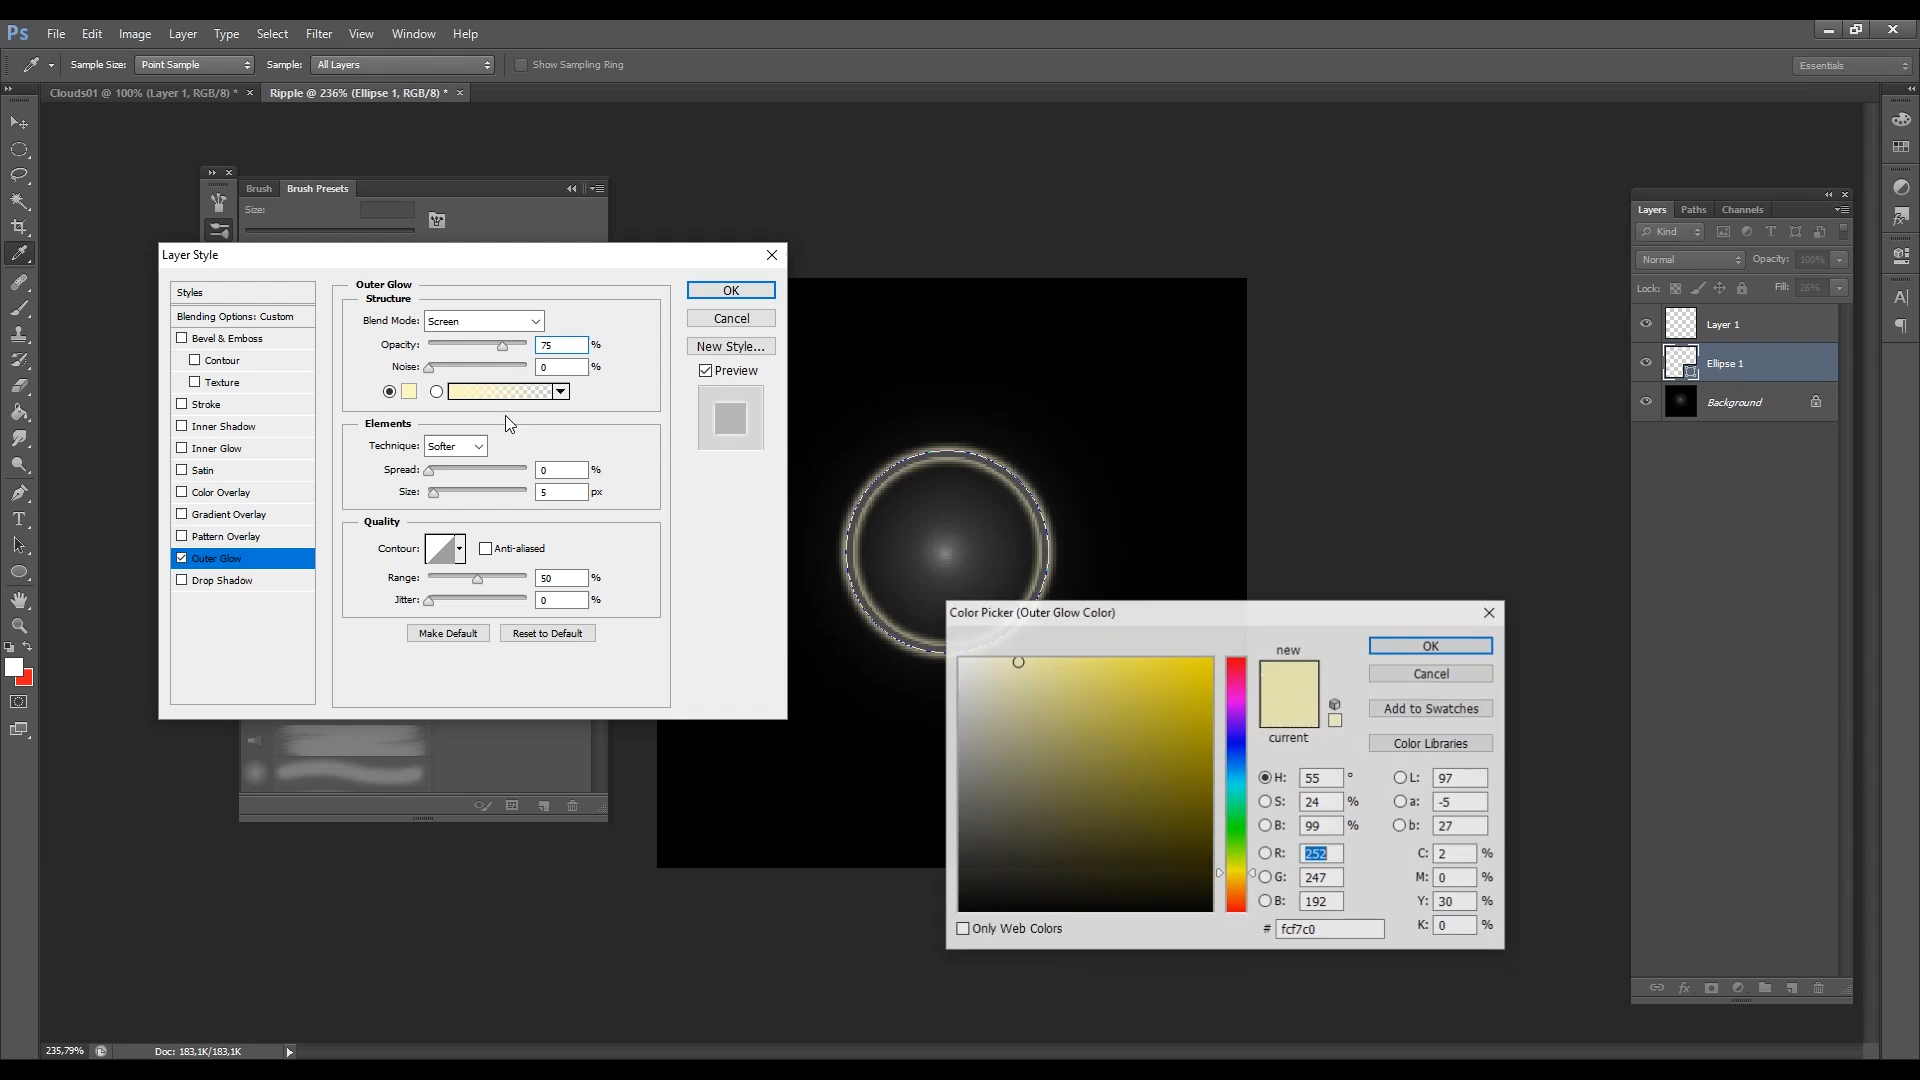 Ps File Edit Image Layer Type Select Filter View Window Help
Sample Size: Point Sample Sample: All Layers Show Sampling Ring Essentials
Clouds01 @ 100% (Layer 1, RGB/8) * × Ripple @ 236% (Ellipse 1, RGB/8) * ×
Brush Brush Presets
Size:
Layer Style
Styles
Blending Options: Custom
Bevel & Emboss
Contour
Texture
Stroke
Inner Shadow
Inner Glow
Satin
Color Overlay
Gradient Overlay
Pattern Overlay
Outer Glow
Drop Shadow
Outer Glow
Structure
Blend Mode: Screen
Opacity: 75 %
Noise: 0 %
Elements
Technique: Softer
Spread: 0 %
Size: 5 px
Quality
Contour: Anti-aliased
Range: 50 %
Jitter: 0 %
Make Default Reset to Default
OK
Cancel
New Style...
Preview
Color Picker (Outer Glow Color)
new
current
OK
Cancel
Add to Swatches
Color Libraries
H: 55 ° L: 97
S: 24 % a: -5
B: 99 % b: 27
R: 252 C: 2 %
G: 247 M: 0 %
B: 192 Y: 30 %
# fcf7c0 K: 0 %
Only Web Colors
Layers Paths Channels
Kind
Normal Opacity: 100%
Lock: Fill: 26%
Layer 1
Ellipse 1
Background
235,79% Doc: 183,1K/183,1K